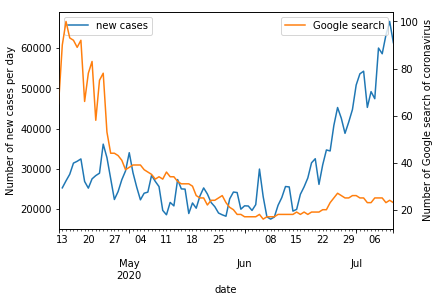 new cases
Google search
Number of new cases per day
60000
50000
40000
30000
20000
Number of Google search of coronavirus
100
80
60
40
20
13 20 27 04 11 18 25 08 15 22 29 06
May Jun Jul
2020
date